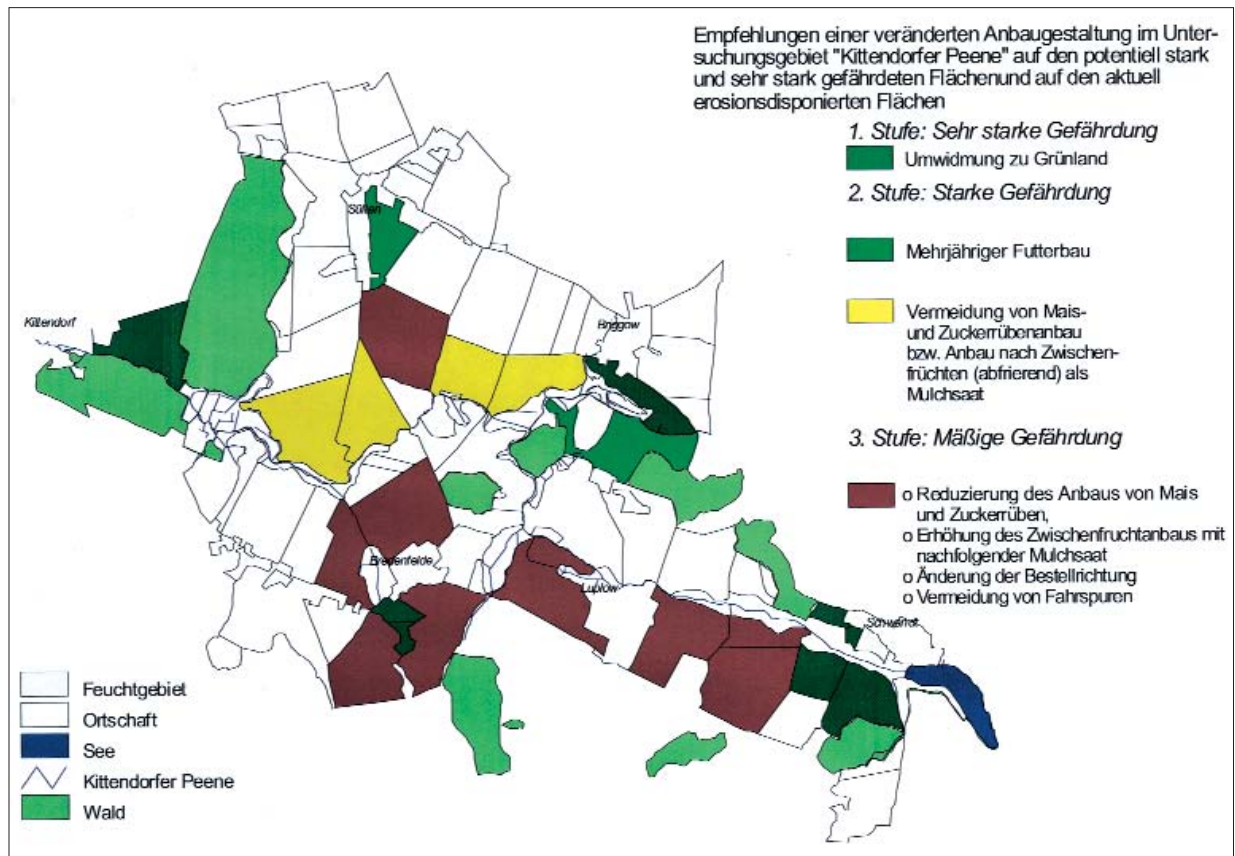 Empfehlungen einer veränderten Anbaugestaltung im Unter-
suchungsgebiet "Kittendorfer Peene" auf den potentiell stark
und sehr stark gefährdeten Flächenund auf den aktuell
erosionsdisponierten Flächen
1. Stufe: Sehr starke Gefährdung
Umwidmung zu Grünland
2. Stufe: Starke Gefährdung
Mehrjähriger Futterbau
Vermeidung von Mais-
und Zuckerrübenanbau
bzw. Anbau nach Zwischen-
früchten (abfrierend) als
Mulchsaat
3. Stufe: Mäßige Gefährdung
o Reduzierung des Anbaus von Mais
und Zuckerrüben,
o Erhöhung des Zwischenfruchtanbaus mit
nachfolgender Mulchsaat
o Änderung der Bestellrichtung
o Vermeidung von Fahrspuren
Kittendorf
Briggow
Bredenfelde
Luplow
Feuchtgebiet
Ortschaft
See
Kittendorfer Peene
Wald